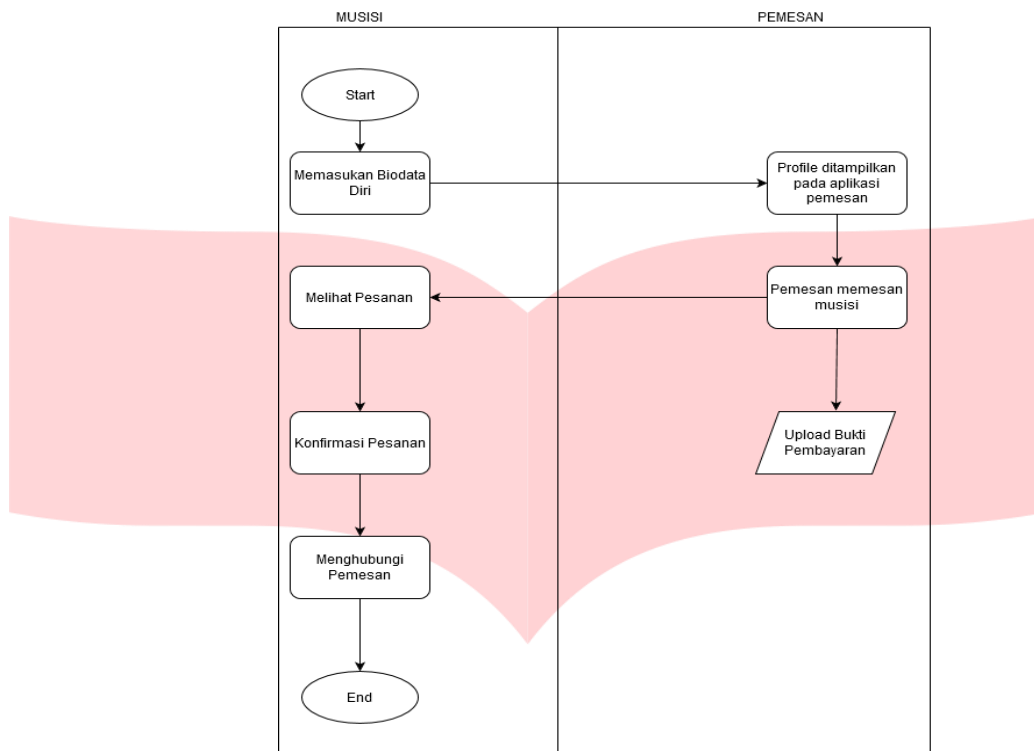 MUSISI
PEMESAN
Start
Memasukan Biodata
Diri
Profile ditampilkan
pada aplikasi
pemesan
Melihat Pesanan
Pemesan memesan
musisi
Konfirmasi Pesanan
Upload Bukti
Pembayaran
Menghubungi
Pemesan
End